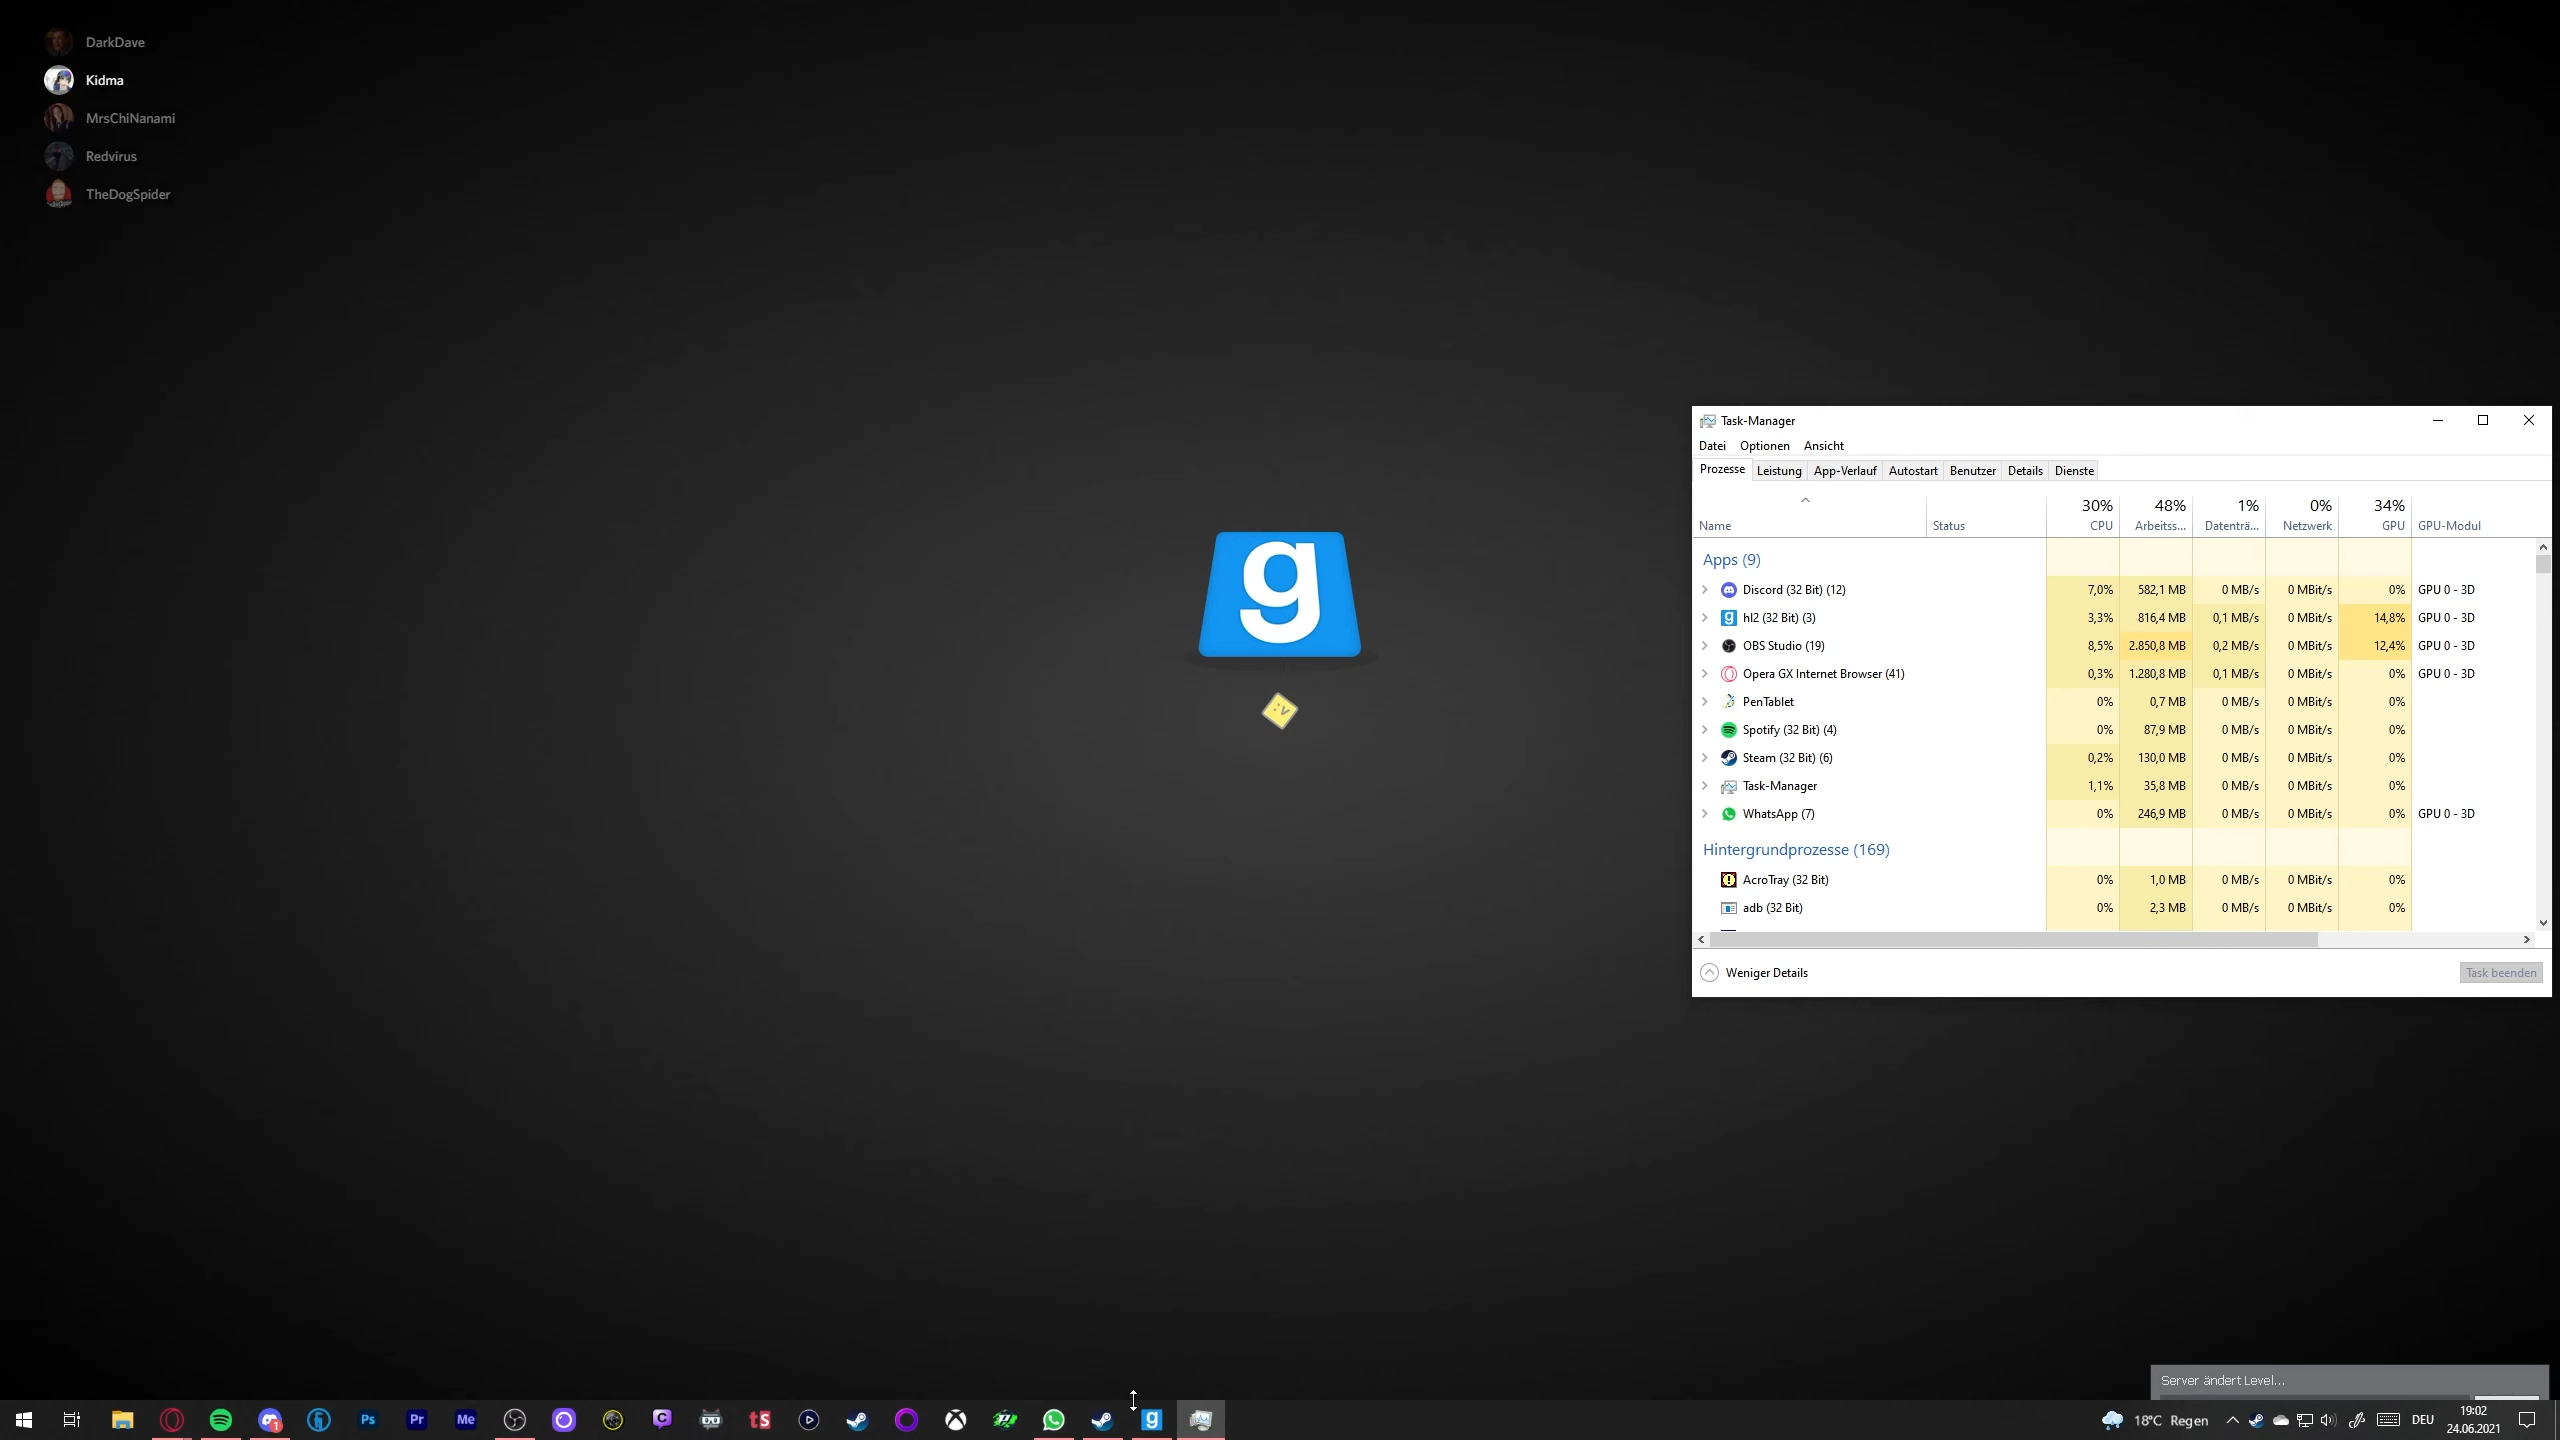 DarkDave
Kidma
MrsChiNanami
Redvirus
TheDogSpider
g
:v
Task-Manager
Datei Optionen Ansicht
Prozesse Leistung App-Verlauf Autostart Benutzer Details Dienste
30% 48% 1% 0% 34%
Name Status CPU Arbeitss... Datenträ... Netzwerk GPU GPU-Modul
Apps (9)
Discord (32 Bit) (12) 7,0% 582,1 MB 0 MB/s 0 MBit/s 0% GPU 0 - 3D
hl2 (32 Bit) (3) 3,3% 816,4 MB 0,1 MB/s 0 MBit/s 14,8% GPU 0 - 3D
OBS Studio (19) 8,5% 2.850,8 MB 0,2 MB/s 0 MBit/s 12,4% GPU 0 - 3D
Opera GX Internet Browser (41) 0,3% 1.280,8 MB 0,1 MB/s 0 MBit/s 0% GPU 0 - 3D
PenTablet 0% 0,7 MB 0 MB/s 0 MBit/s 0%
Spotify (32 Bit) (4) 0% 87,9 MB 0 MB/s 0 MBit/s 0%
Steam (32 Bit) (6) 0,2% 130,0 MB 0 MB/s 0 MBit/s 0%
Task-Manager 1,1% 35,8 MB 0 MB/s 0 MBit/s 0%
WhatsApp (7) 0% 246,9 MB 0 MB/s 0 MBit/s 0% GPU 0 - 3D
Hintergrundprozesse (169)
AcroTray (32 Bit) 0% 1,0 MB 0 MB/s 0 MBit/s 0%
adb (32 Bit) 0% 2,3 MB 0 MB/s 0 MBit/s 0%
Weniger Details Task beenden
Server ändert Level...
1 Ps Pr Me tS g 18°C Regen DEU 19:02
24.06.2021